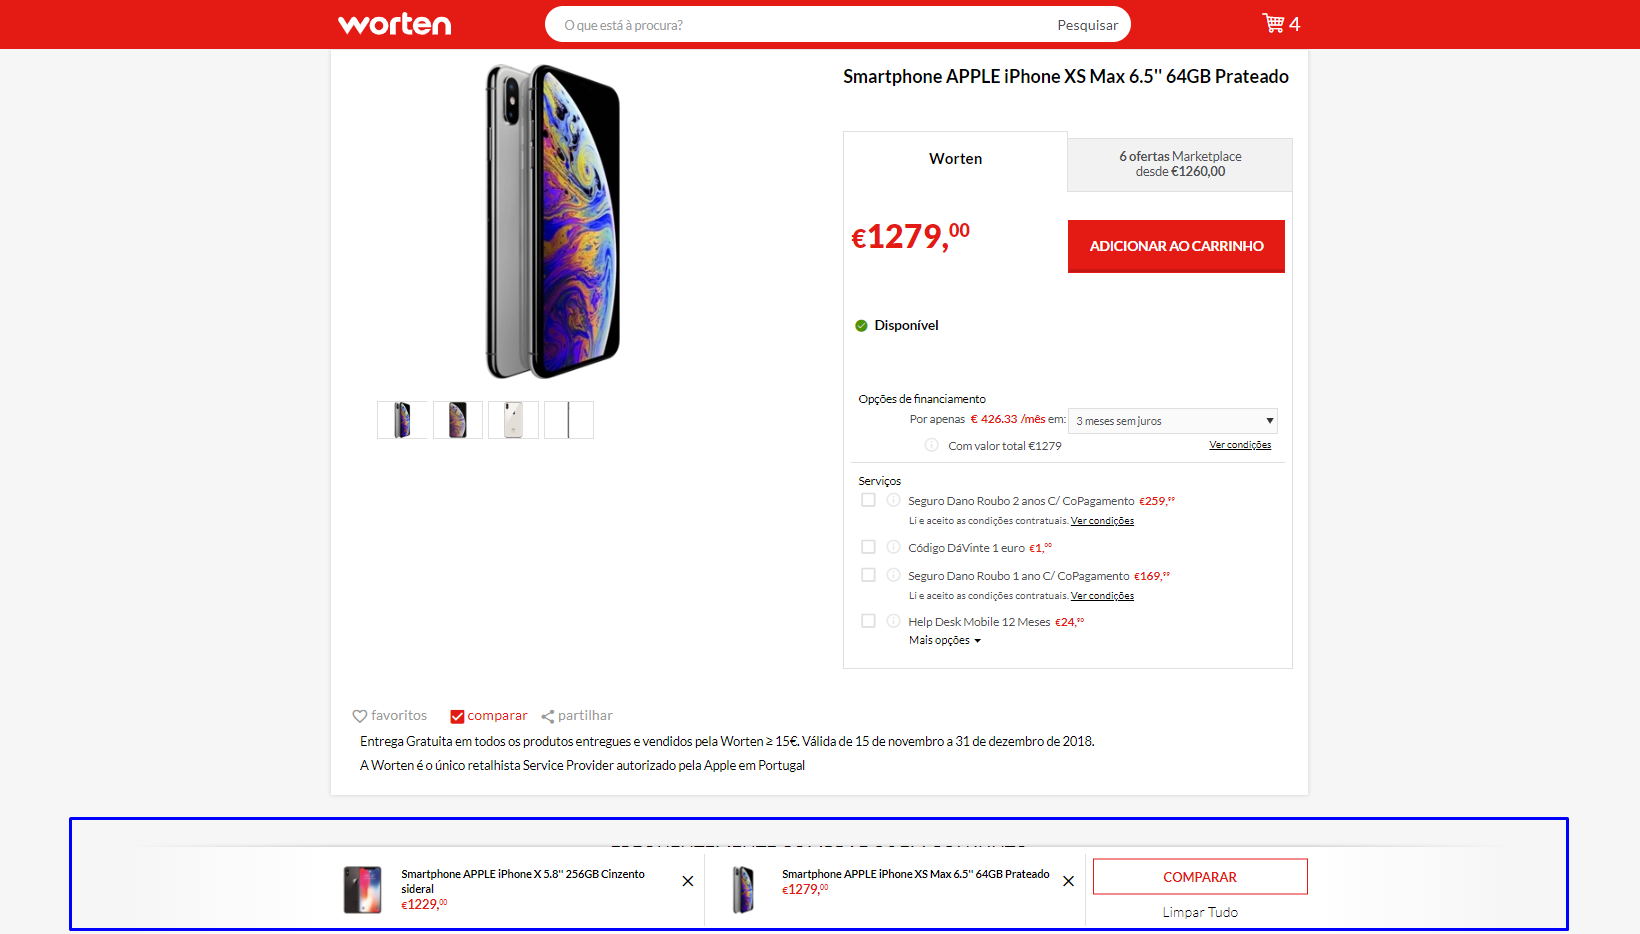 worten
O que está à procura?
Pesquisar
4
Smartphone APPLE iPhone XS Max 6.5'' 64GB Prateado
Worten
6 ofertas Marketplace
desde €1260,00
€1279,00
ADICIONAR AO CARRINHO
Disponível
Opções de financiamento
Por apenas € 426.33 /mês em:
3 meses sem juros
Com valor total €1279
Ver condições
Serviços
Seguro Dano Roubo 2 anos C/ CoPagamento €259,99
Li e aceito as condições contratuais. Ver condições
Código DáVinte 1 euro €1,00
Seguro Dano Roubo 1 ano C/ CoPagamento €169,99
Li e aceito as condições contratuais. Ver condições
Help Desk Mobile 12 Meses €24,90
Mais opções
favoritos
comparar
partilhar
Entrega Gratuita em todos os produtos entregues e vendidos pela Worten ≥ 15€. Válida de 15 de novembro a 31 de dezembro de 2018.
A Worten é o único retalhista Service Provider autorizado pela Apple em Portugal
Smartphone APPLE iPhone X 5.8'' 256GB Cinzento
sideral
€1229,00
Smartphone APPLE iPhone XS Max 6.5'' 64GB Prateado
€1279,00
COMPARAR
Limpar Tudo